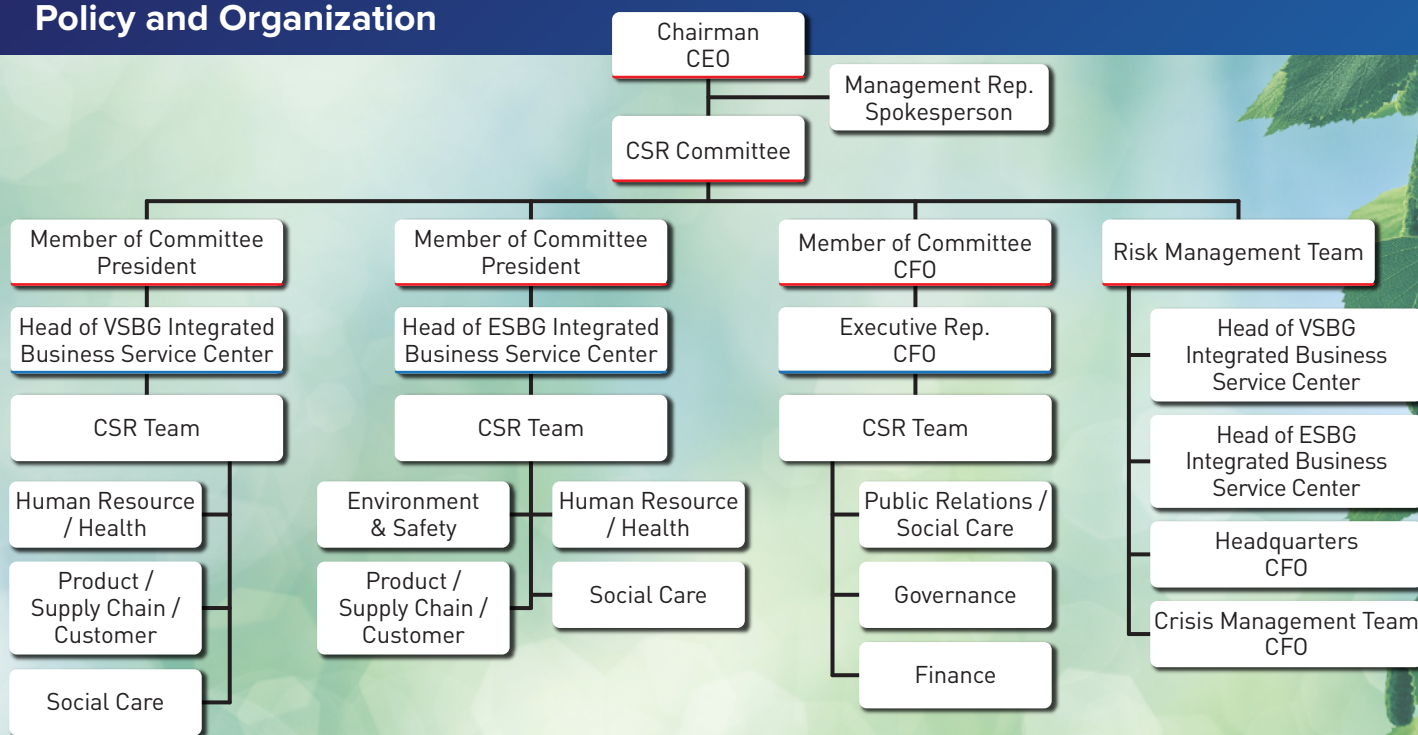 Policy and Organization
Chairman
CEO
Management Rep.
Spokesperson
CSR Committee
Member of Committee
President
Member of Committee
President
Member of Committee
CFO
Risk Management Team
Head of VSBG Integrated
Business Service Center
Head of ESBG Integrated
Business Service Center
Executive Rep.
CFO
Head of VSBG
Integrated Business
Service Center
CSR Team
CSR Team
CSR Team
Head of ESBG
Integrated Business
Service Center
Human Resource
/ Health
Environment
& Safety
Human Resource
/ Health
Public Relations /
Social Care
Headquarters
CFO
Product /
Supply Chain /
Customer
Product /
Supply Chain /
Customer
Social Care
Governance
Crisis Management Team
CFO
Social Care
Finance